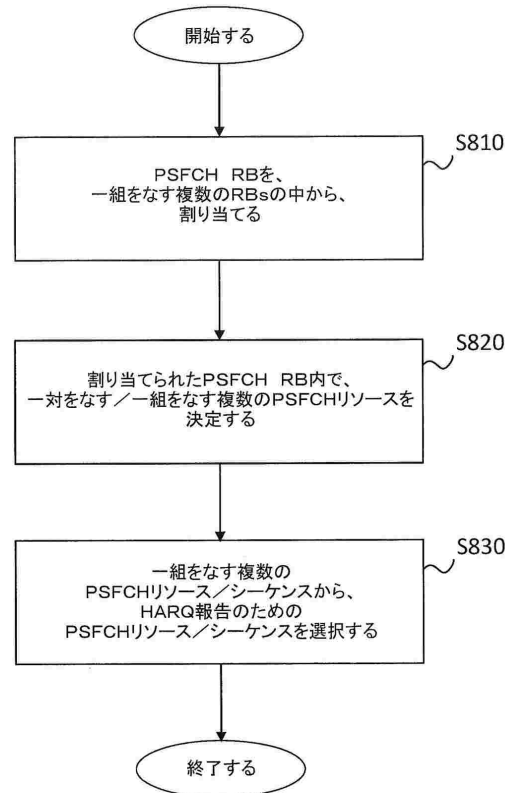 開始する
S810
PSFCH RBを、
一組をなす複数のRBsの中から、
割り当てる
S820
割り当てられたPSFCH RB内で、
一対をなす／一組をなす複数のPSFCHリソースを
決定する
S830
一組をなす複数の
PSFCHリソース／シーケンスから、
HARQ報告のための
PSFCHリソース／シーケンスを選択する
終了する